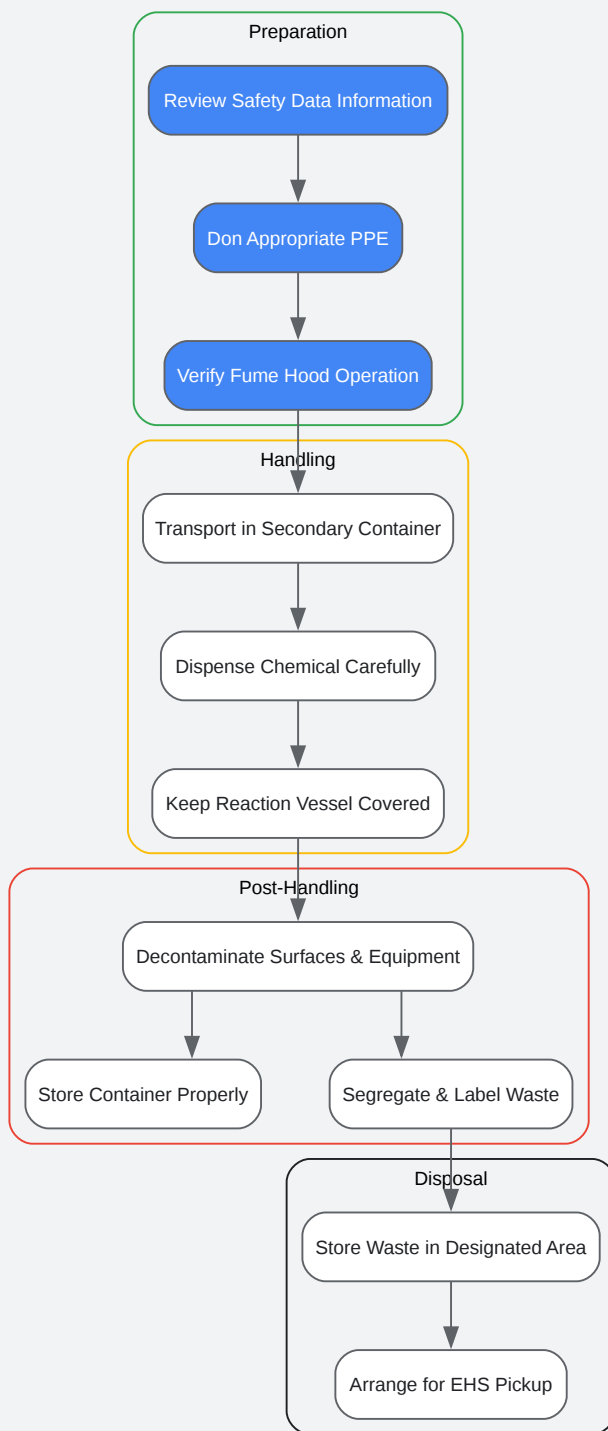 Preparation
Review Safety Data Information
Don Appropriate PPE
Verify Fume Hood Operation
Handling
Transport in Secondary Container
Dispense Chemical Carefully
Keep Reaction Vessel Covered
Post-Handling
Decontaminate Surfaces & Equipment
Store Container Properly
Segregate & Label Waste
Disposal
Store Waste in Designated Area
Arrange for EHS Pickup